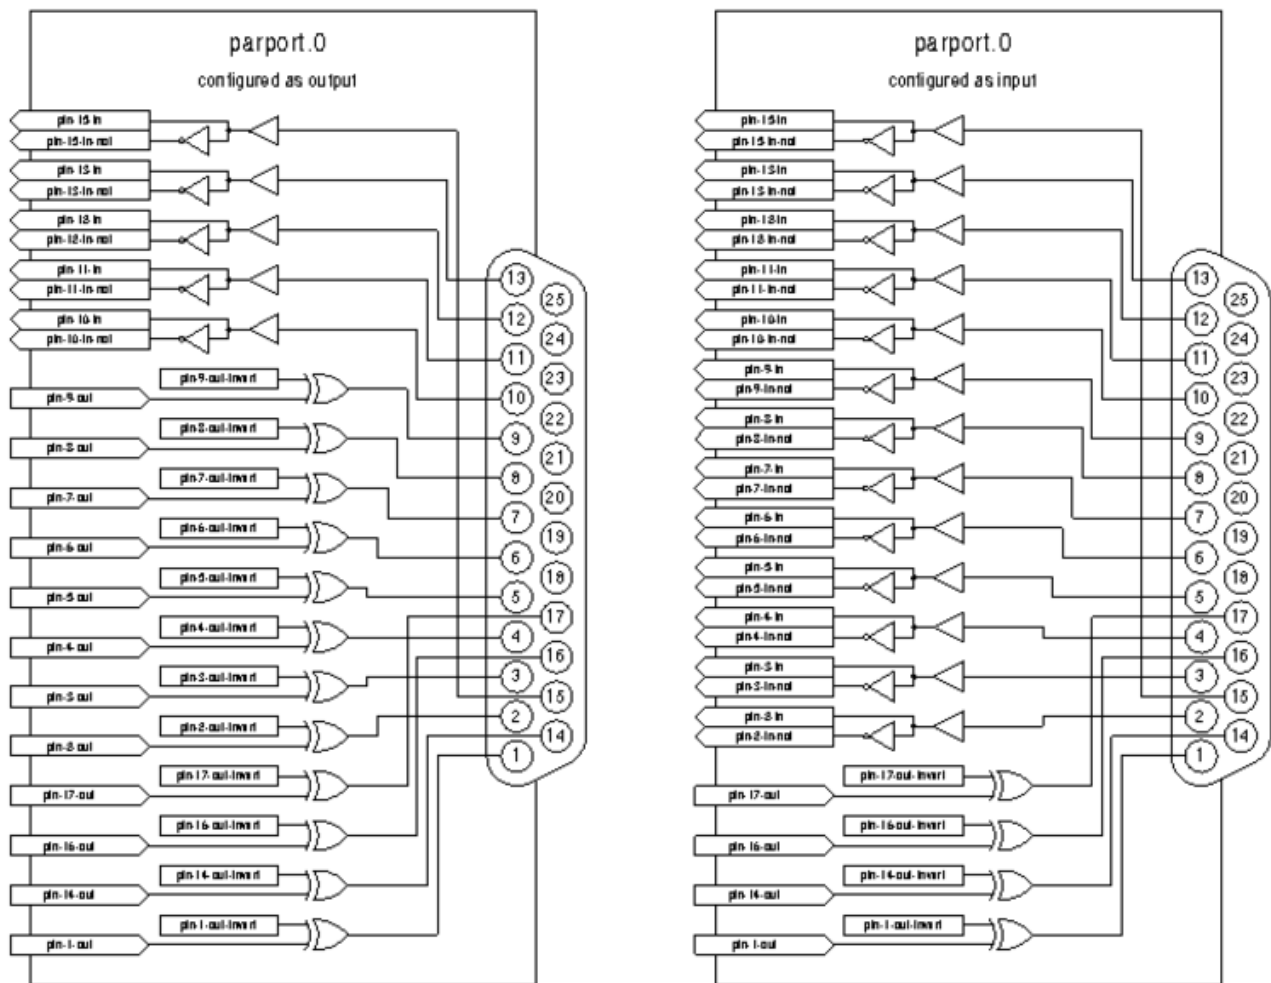 parport.0
configured as output
pin-15-in
pin-15-in-not
pin-13-in
pin-13-in-not
pin-12-in
pin-12-in-not
pin-11-in
pin-11-in-not
pin-10-in
pin-10-in-not
pin-9-out-invert
pin-9-out
pin-8-out-invert
pin-8-out
pin-7-out-invert
pin-7-out
pin-6-out-invert
pin-6-out
pin-5-out-invert
pin-5-out
pin-4-out-invert
pin-4-out
pin-3-out-invert
pin-3-out
pin-2-out-invert
pin-2-out
pin-17-out-invert
pin-17-out
pin-16-out-invert
pin-16-out
pin-14-out-invert
pin-14-out
pin-1-out-invert
pin-1-out
13
25
12
24
11
23
10
22
9
21
8
20
7
19
6
18
5
17
4
16
3
15
2
14
1
parport.0
configured as input
pin-15-in
pin-15-in-not
pin-13-in
pin-13-in-not
pin-12-in
pin-12-in-not
pin-11-in
pin-11-in-not
pin-10-in
pin-10-in-not
pin-9-in
pin-9-in-not
pin-8-in
pin-8-in-not
pin-7-in
pin-7-in-not
pin-6-in
pin-6-in-not
pin-5-in
pin-5-in-not
pin-4-in
pin-4-in-not
pin-3-in
pin-3-in-not
pin-2-in
pin-2-in-not
pin-17-out-invert
pin-17-out
pin-16-out-invert
pin-16-out
pin-14-out-invert
pin-14-out
pin-1-out-invert
pin-1-out
13
25
12
24
11
23
10
22
9
21
8
20
7
19
6
18
5
17
4
16
3
15
2
14
1